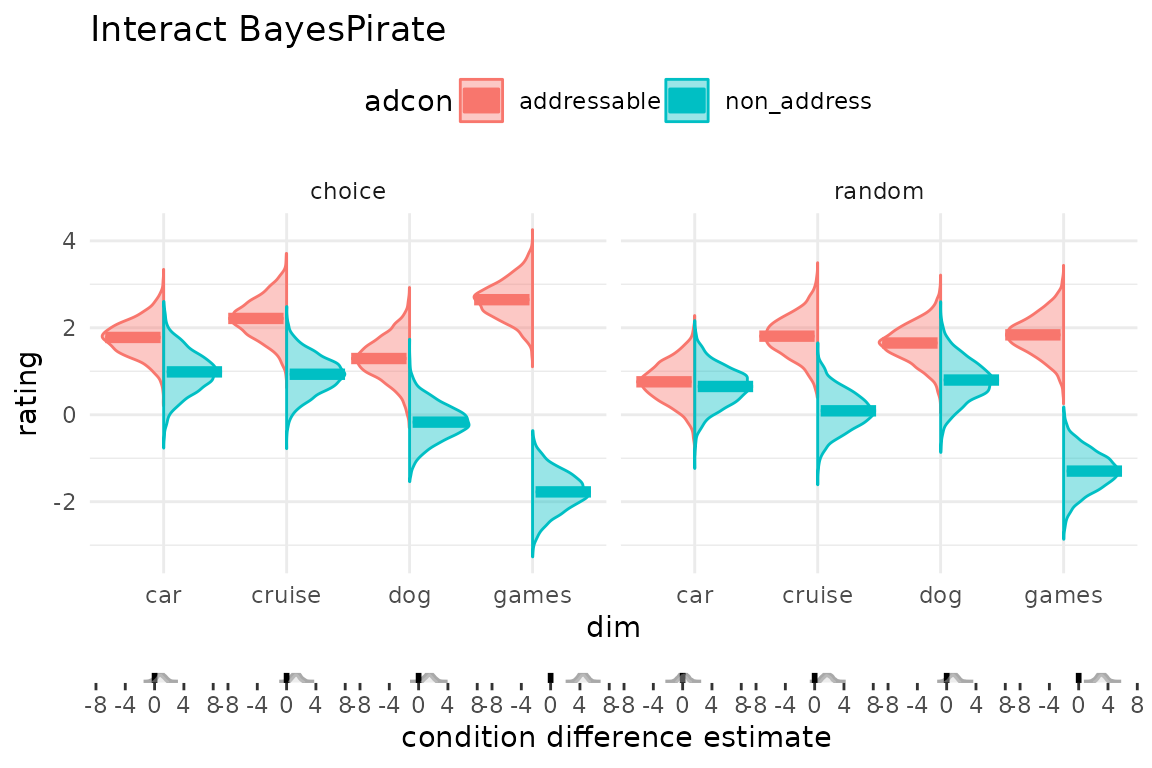 Interact BayesPirate
adcon addressable non_address
choice random
4
2
0
-2
rating
car cruise dog games car cruise dog games
dim
-8 -4 0 4 8 -8 -4 0 4 8 -8 -4 0 4 8 -8 -4 0 4 8 -8 -4 0 4 8 -8 -4 0 4 8 -8 -4 0 4 8 -8 -4 0 4 8
condition difference estimate